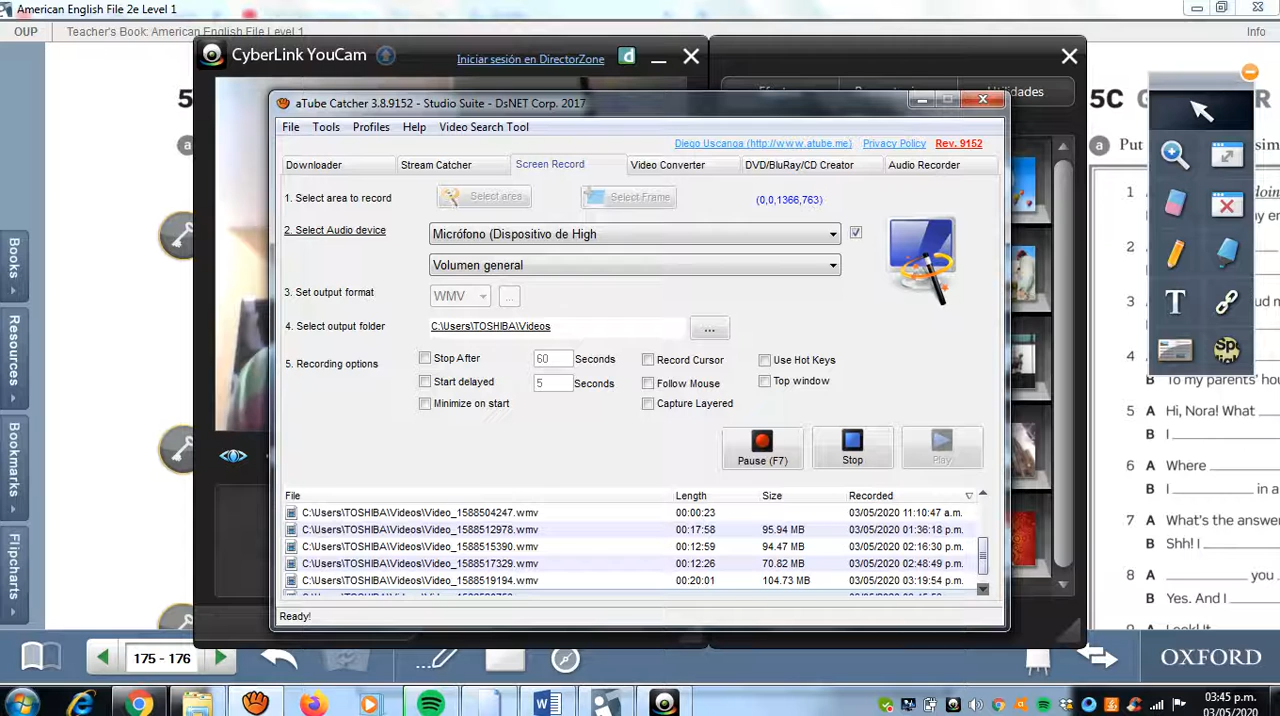 American English File 2e Level 1
OUP
Teacher's Book: American English File Level 1
Info
CyberLink YouCam
Iniciar sesión en DirectorZone
d
Utilidades
aTube Catcher 3.8.9152 - Studio Suite - DsNET Corp. 2017
File
Tools
Profiles
Help
Video Search Tool
Diego Uscanoa (http://www.atube.me)
Privacy Policy
Rev. 9152
Downloader
Stream Catcher
Screen Record
Video Converter
DVD/BluRay/CD Creator
Audio Recorder
1. Select area to record
Select area
Select Frame
(0,0,1366,763)
2. Select Audio device
Micrófono (Dispositivo de High
Volumen general
3. Set output format
WMV
...
4. Select output folder
C:\Users\TOSHIBA\Videos
...
5. Recording options
Stop After
60
Seconds
Record Cursor
Use Hot Keys
Start delayed
5
Seconds
Follow Mouse
Top window
Minimize on start
Capture Layered
Pause (F7)
Stop
Play
File
Length
Size
Recorded
C:\Users\TOSHIBA\Videos\Video_1588504247.wmv 00:00:23 03/05/2020 11:10:47 a.m.
C:\Users\TOSHIBA\Videos\Video_1588512978.wmv 00:17:58 95.94 MB 03/05/2020 01:36:18 p.m.
C:\Users\TOSHIBA\Videos\Video_1588515390.wmv 00:12:59 94.47 MB 03/05/2020 02:16:30 p.m.
C:\Users\TOSHIBA\Videos\Video_1588517329.wmv 00:12:26 70.82 MB 03/05/2020 02:48:49 p.m.
C:\Users\TOSHIBA\Videos\Video_1588519194.wmv 00:20:01 104.73 MB 03/05/2020 03:19:54 p.m.
Ready!
Books
Resources
Bookmarks
Flipcharts
5
a
5C G
R
a Put
1
2
3
4
B To my parents' hou
5 A Hi, Nora! What
B I
6 A Where
B I in a
7 A What's the answe
B Shh! I
8 A you
B Yes. And I
T
175 - 176
OXFORD
03:45 p.m.
03/05/2020